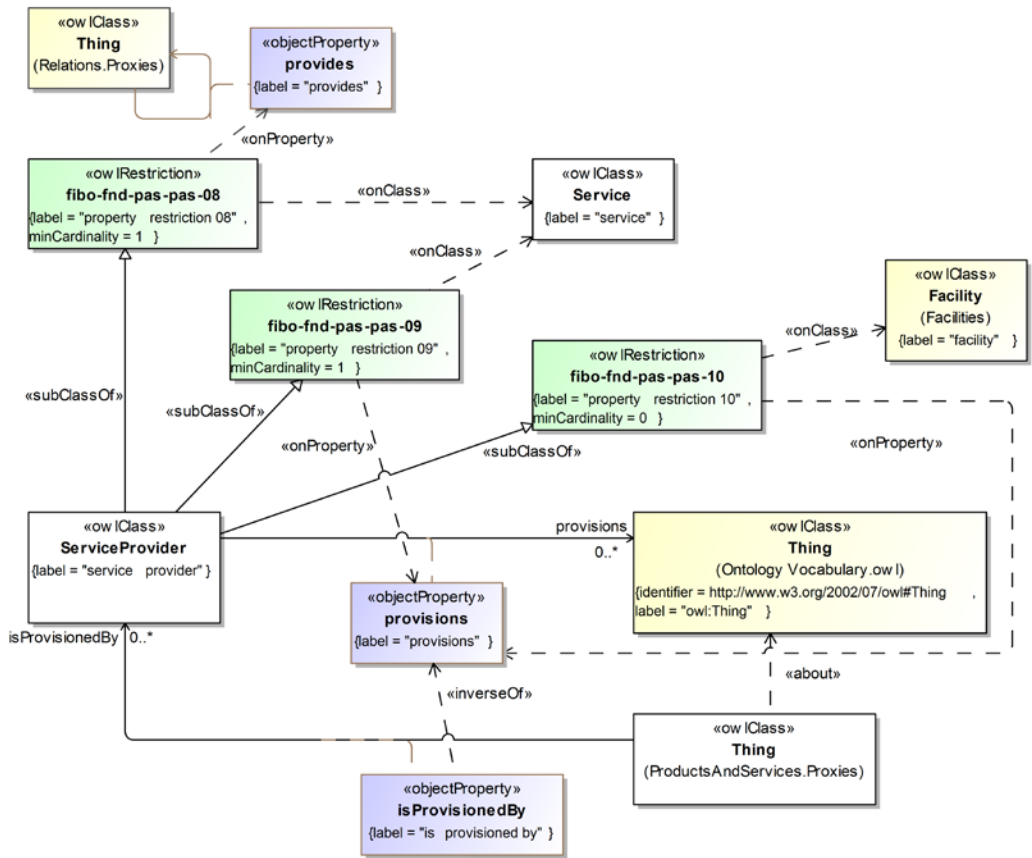 «owlClass»
Thing
(Relations.Proxies)
«objectProperty»
provides
{label = "provides" }
«onProperty»
«owlRestriction»
fibo-fnd-pas-pas-08
{label = "property restriction 08" ,
minCardinality = 1 }
«onClass»
«owlClass»
Service
{label = "service" }
«onClass»
«owlRestriction»
fibo-fnd-pas-pas-09
{label = "property restriction 09" ,
minCardinality = 1 }
«owlClass»
Facility
(Facilities)
{label = "facility" }
«onClass»
«owlRestriction»
fibo-fnd-pas-pas-10
{label = "property restriction 10" ,
minCardinality = 0 }
«subClassOf»
«subClassOf»
«onProperty»
«subClassOf»
«onProperty»
«owlClass»
ServiceProvider
{label = "service provider" }
provisions
0..*
«owlClass»
Thing
(Ontology Vocabulary.owl)
{identifier = http://www.w3.org/2002/07/owl#Thing ,
label = "owl:Thing" }
«objectProperty»
provisions
{label = "provisions" }
isProvisionedBy 0..*
«inverseOf»
«about»
«owlClass»
Thing
(ProductsAndServices.Proxies)
«objectProperty»
isProvisionedBy
{label = "is provisioned by" }